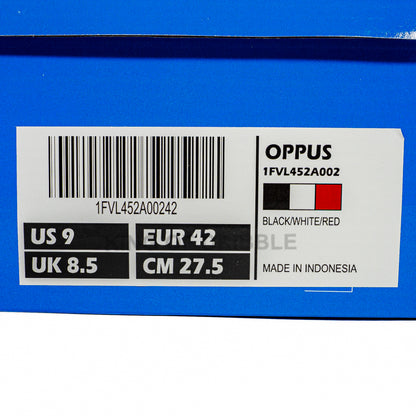 1FVL452A00242
US 9
EUR 42
UK 8.5
CM 27.5
OPPUS
1FVL452A002
BLACK/WHITE/RED
MADE IN INDONESIA